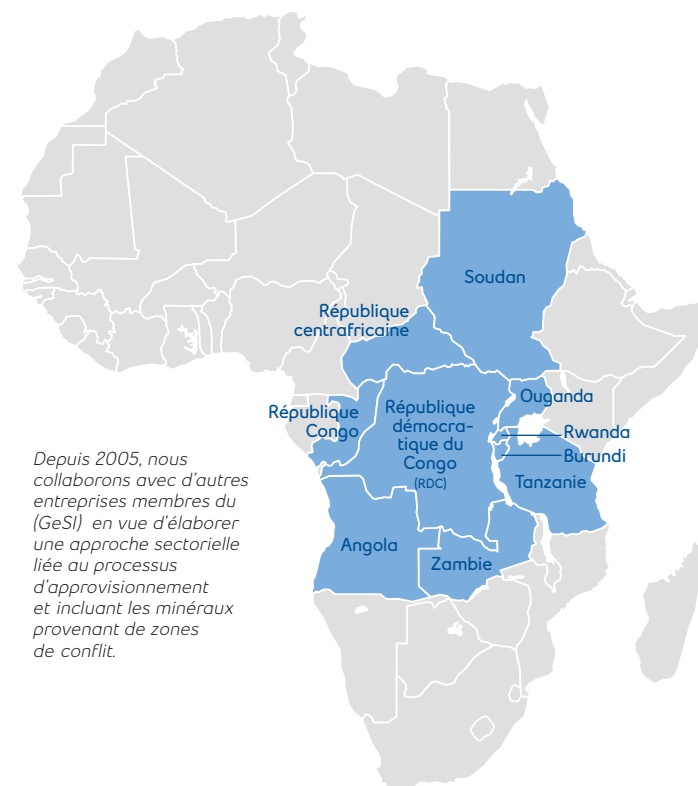 Soudan
République
centrafricaine
Ouganda
République
Congo
République
démocra-
tique du
Congo
(RDC)
Rwanda
Burundi
Tanzanie
Angola
Zambie
Depuis 2005, nous
collaborons avec d'autres
entreprises membres du
(GeSI) en vue d'élaborer
une approche sectorielle
liée au processus
d'approvisionnement
et incluant les minéraux
provenant de zones
de conflit.